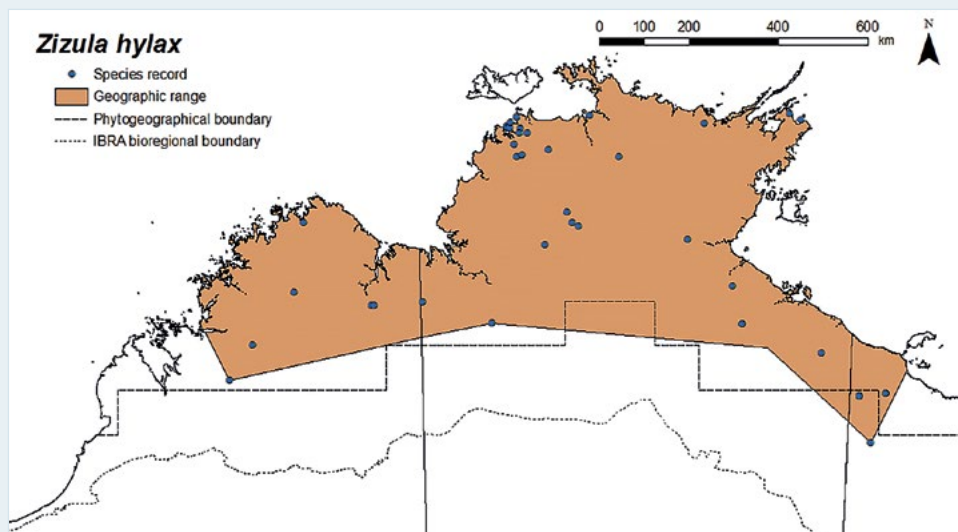 Zizula hylax
Species record
Geographic range
Phytogeographical boundary
IBRA bioregional boundary
0 100 200 400 600
km
N